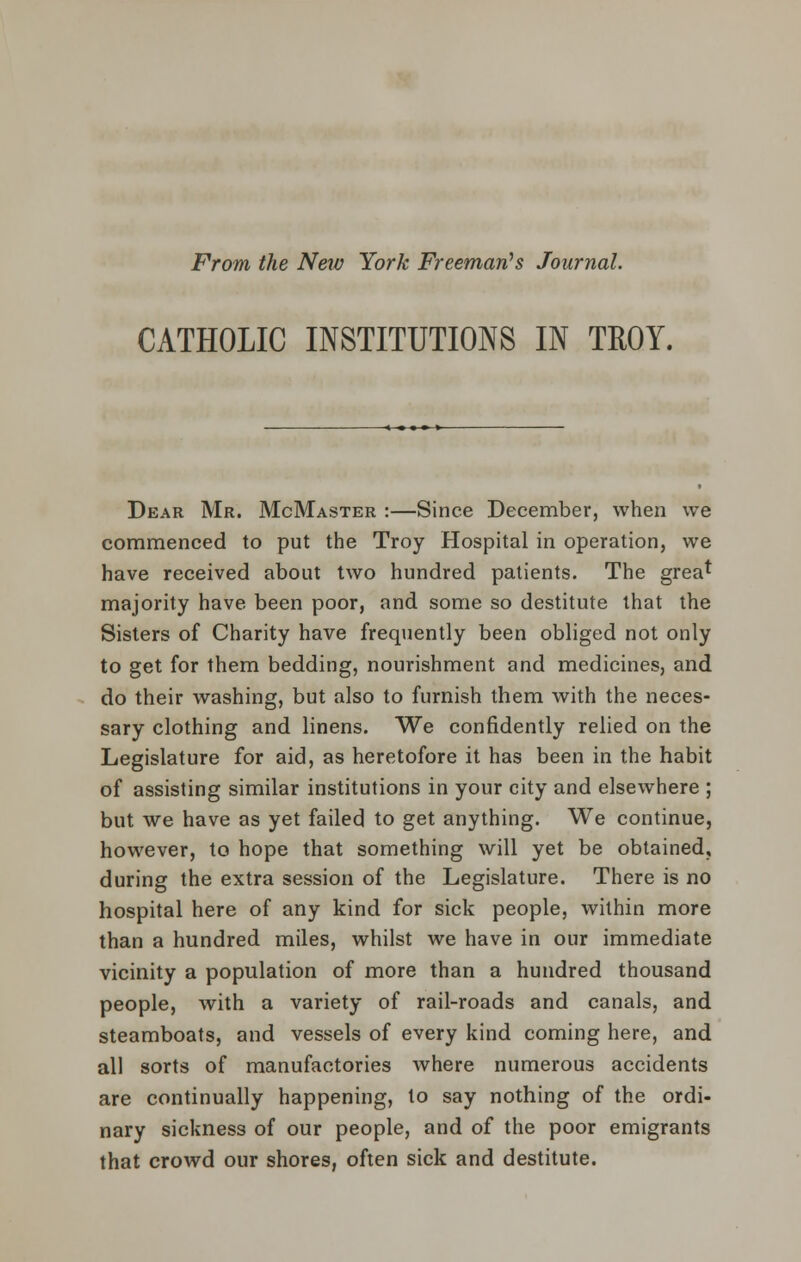 From the New York Freeman's Journal.
CATHOLIC INSTITUTIONS IN TROY.
Dear Mr. McMaster :—Since December, when we
commenced to put the Troy Hospital in operation, we
have received about two hundred patients. The great
majority have been poor, and some so destitute that the
Sisters of Charity have frequently been obliged not only
to get for them bedding, nourishment and medicines, and
do their washing, but also to furnish them with the neces-
sary clothing and linens. We confidently relied on the
Legislature for aid, as heretofore it has been in the habit
of assisting similar institutions in your city and elsewhere ;
but we have as yet failed to get anything. We continue,
however, to hope that something will yet be obtained,
during the extra session of the Legislature. There is no
hospital here of any kind for sick people, within more
than a hundred miles, whilst we have in our immediate
vicinity a population of more than a hundred thousand
people, with a variety of rail-roads and canals, and
steamboats, and vessels of every kind coming here, and
all sorts of manufactories where numerous accidents
are continually happening, to say nothing of the ordi-
nary sickness of our people, and of the poor emigrants
that crowd our shores, often sick and destitute.